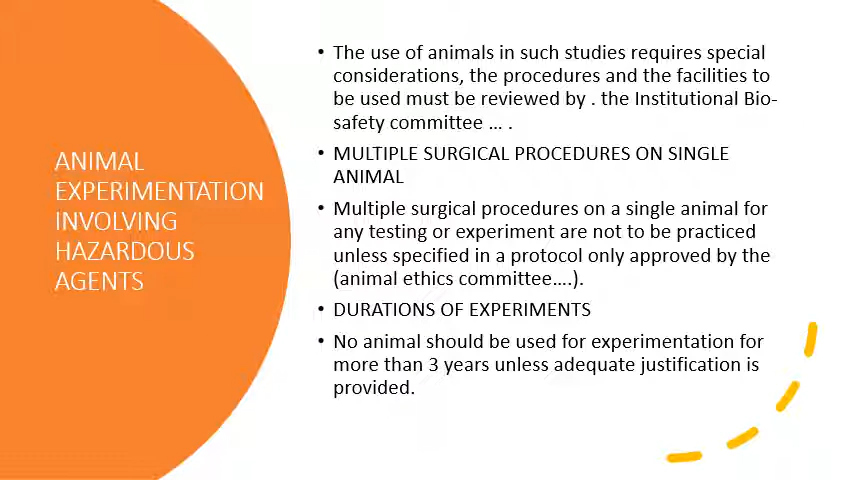 ANIMAL
EXPERIMENTATION
INVOLVING
HAZARDOUS
AGENTS
• The use of animals in such studies requires special
considerations, the procedures and the facilities to
be used must be reviewed by . the Institutional Bio-
safety committee ... .
• MULTIPLE SURGICAL PROCEDURES ON SINGLE
ANIMAL
• Multiple surgical procedures on a single animal for
any testing or experiment are not to be practiced
unless specified in a protocol only approved by the
(animal ethics committee....).
• DURATIONS OF EXPERIMENTS
• No animal should be used for experimentation for
more than 3 years unless adequate justification is
provided.